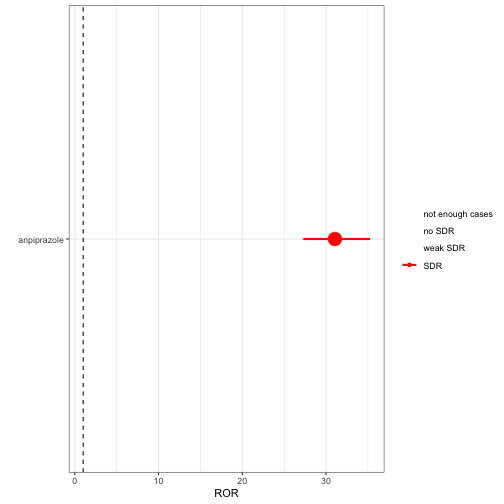 aripiprazole
0 10 20 30
ROR
not enough cases
no SDR
weak SDR
SDR